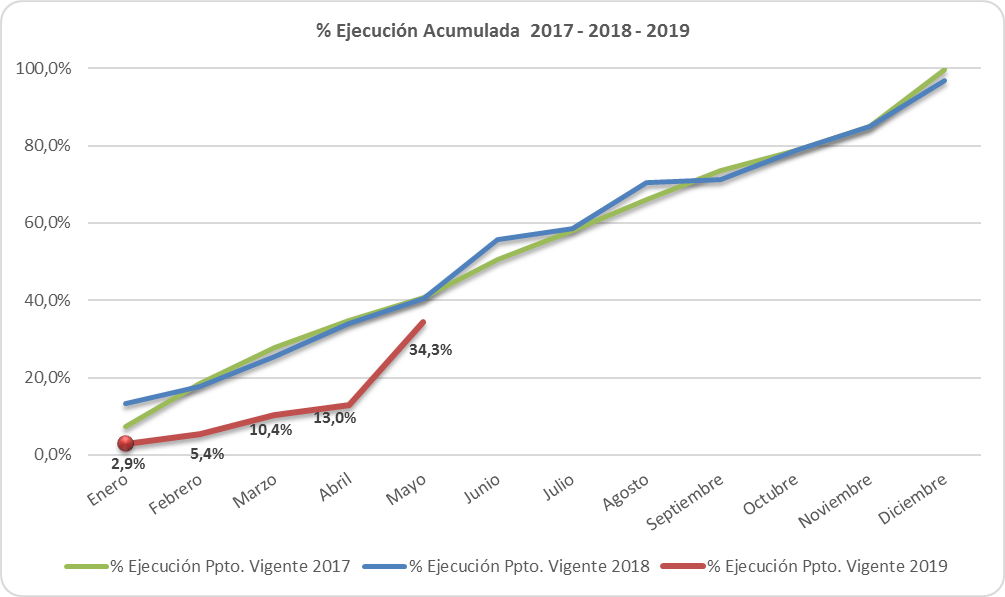 % Ejecución Acumulada 2017 - 2018 - 2019
100,0%
80,0%
60,0%
40,0%
20,0%
0,0%
2,9%
5,4%
10,4%
13,0%
34,3%
Enero
Febrero
Marzo
Abril
Mayo
Junio
Julio
Agosto
Septiembre
Octubre
Noviembre
Diciembre
% Ejecución Ppto. Vigente 2017
% Ejecución Ppto. Vigente 2018
% Ejecución Ppto. Vigente 2019